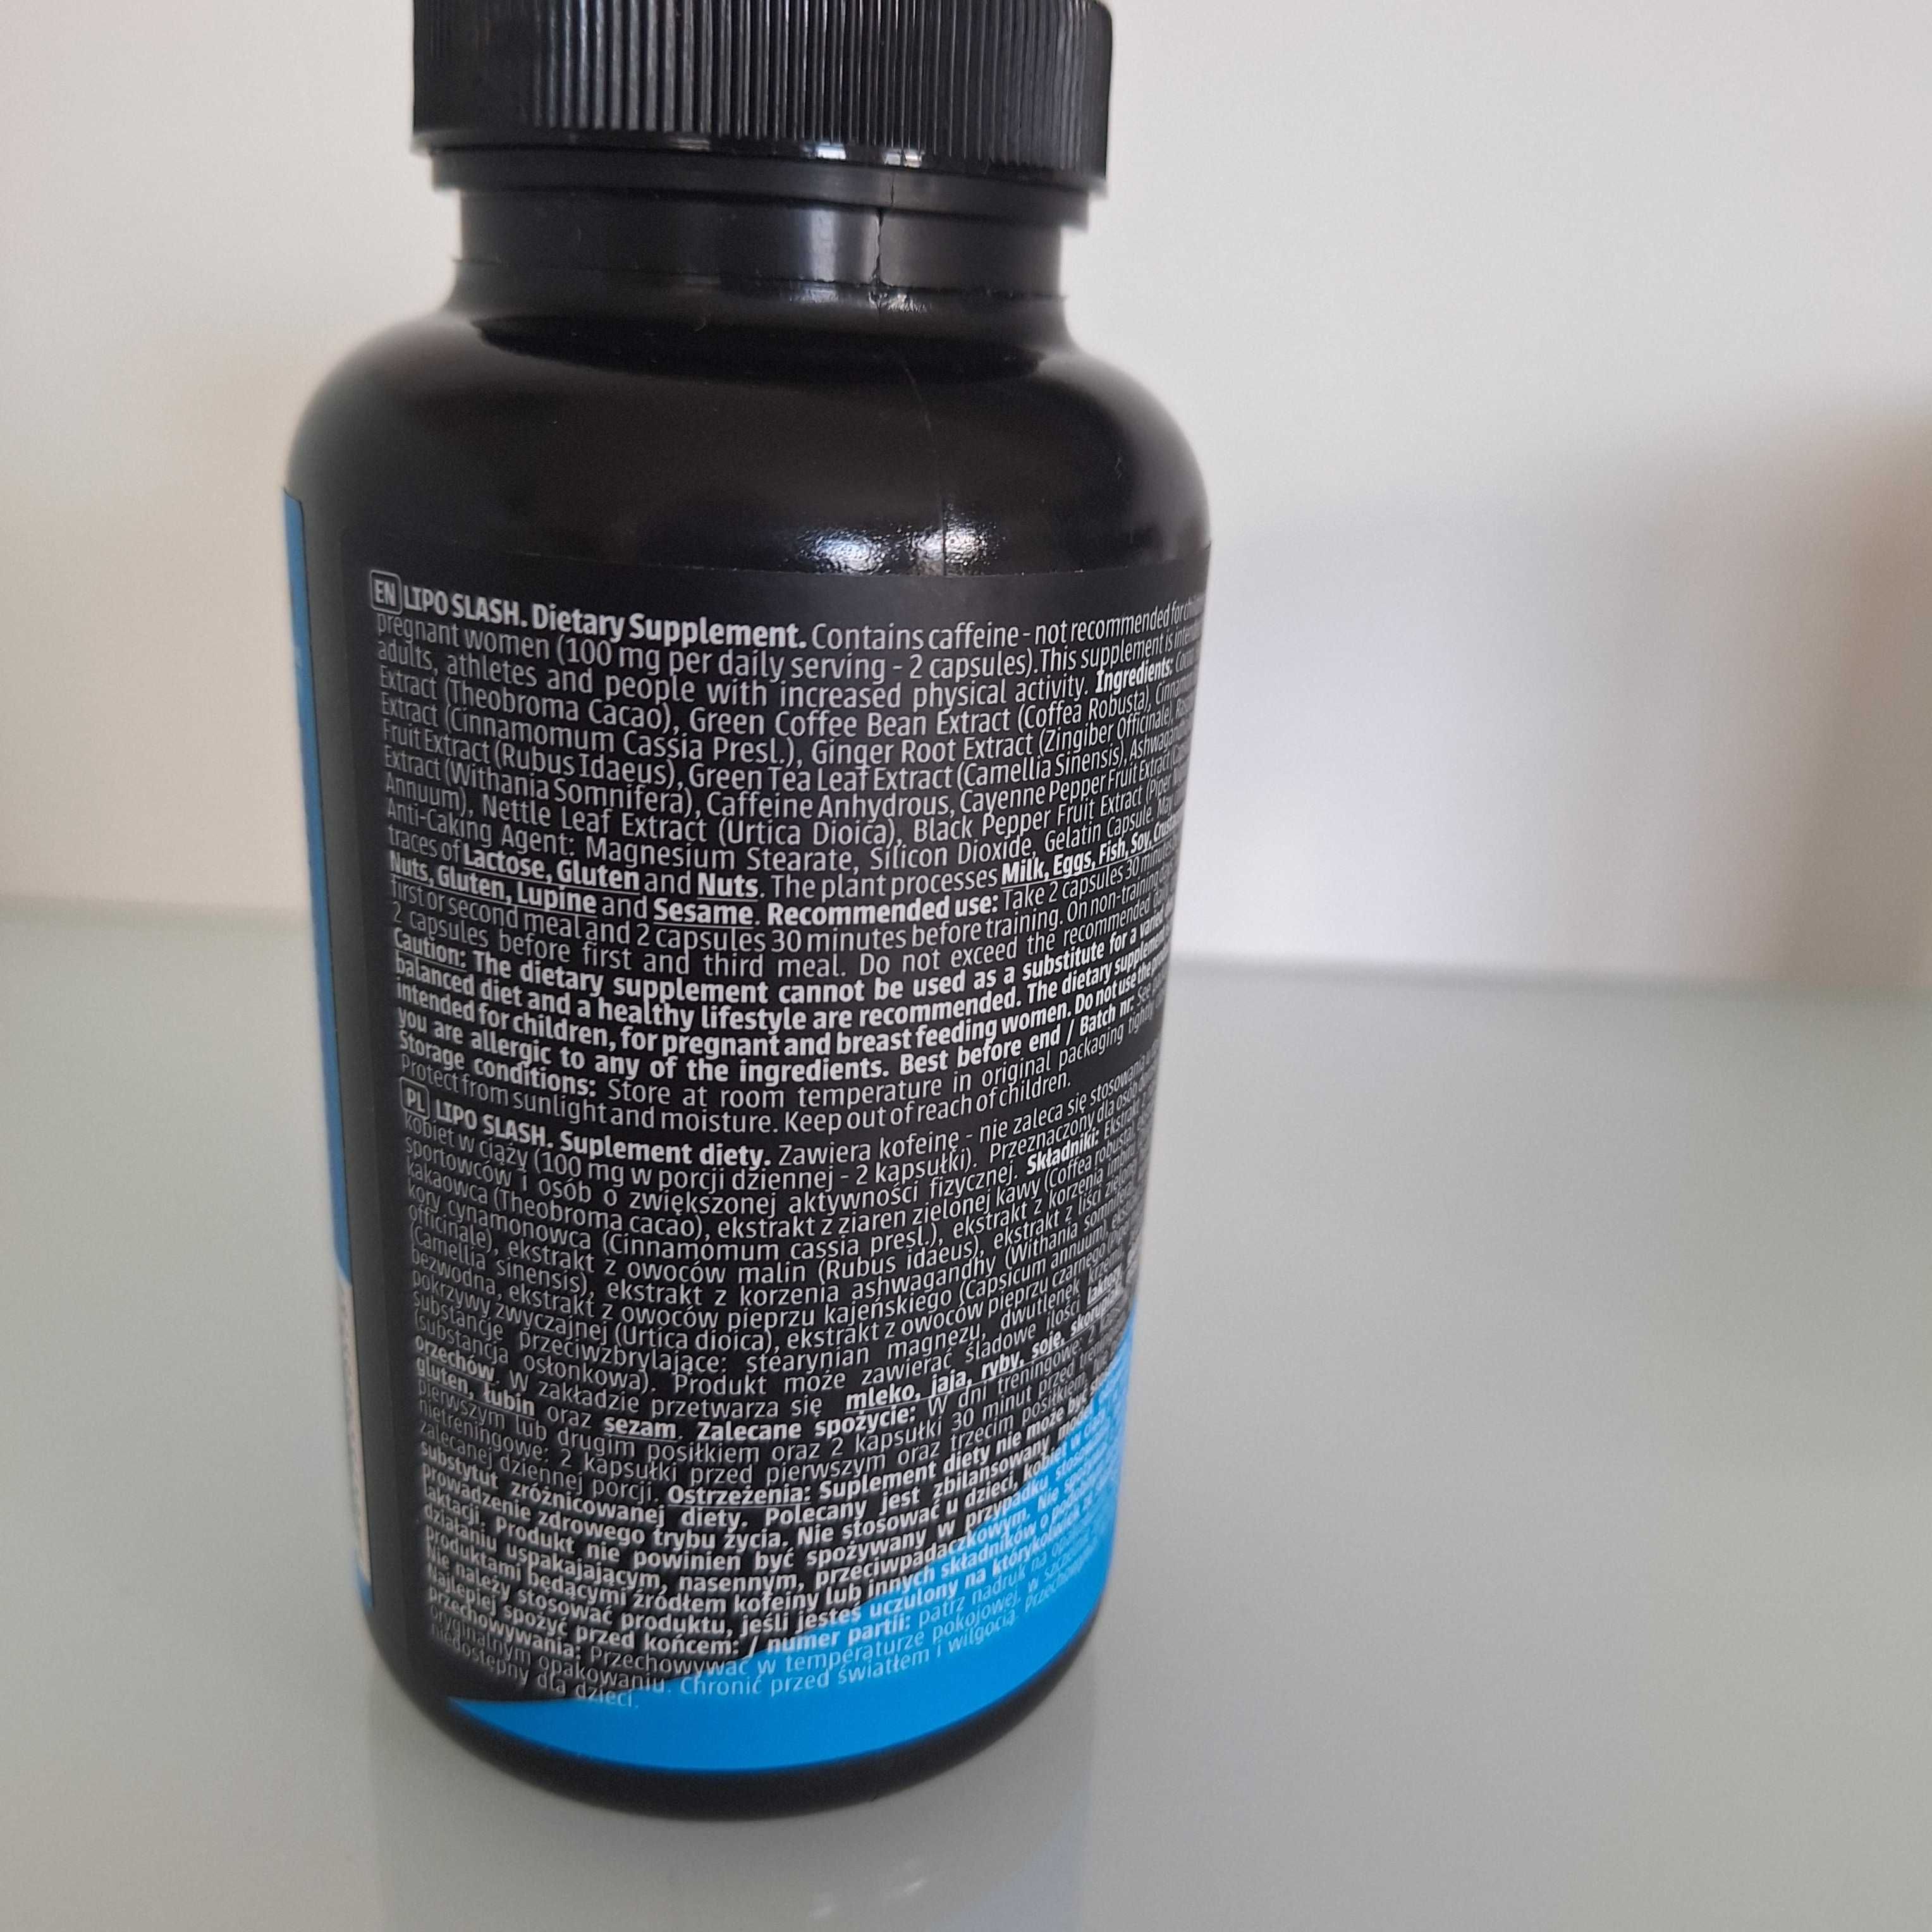 EN LIPO SLASH. Dietary Supplement. Contains caffeine - not recommended for
pregnant women (100 mg per daily serving - 2 capsules).This supplement is
adults, athletes and people with increased physical activity. Ingredients: Cocoa
Extract (Theobroma Cacao), Green Coffee Bean Extract (Coffea Robusta), Cinnamon
Extract (Cinnamomum Cassia Presl.), Ginger Root Extract (Zingiber Officinale),
Fruit Extract (Rubus Idaeus), Green Tea Leaf Extract (Camellia Sinensis),
Extract (Withania Somnifera), Caffeine Anhydrous, Cayenne Pepper Fruit Extract
Annuum), Nettle Leaf Extract (Urtica Dioica), Black Pepper Fruit Extract (Piper
Anti-Caking Agent: Magnesium Stearate, Silicon Dioxide, Gelatin Capsule. May
traces of Lactose, Gluten and Nuts. The plant processes Milk, Eggs, Fish, Soy,
Nuts, Gluten, Lupine and Sesame. Recommended use: Take 2 capsules 30 minutes
first or second meal and 2 capsules 30 minutes before training. On non-training
2 capsules before first and third meal. Do not exceed the recommended
Caution: The dietary supplement cannot be used as a substitute for a varied
balanced diet and a healthy lifestyle are recommended. The dietary supplement
intended for children, for pregnant and breast feeding women. Do not use the
you are allergic to any of the ingredients. Best before end / Batch nr: See
Storage conditions: Store at room temperature in original packaging tightly
Protect from sunlight and moisture. Keep out of reach of children.
PL LIPO SLASH. Suplement diety. Zawiera kofeinę - nie zaleca się stosowania
kobiet w ciąży (100 mg w porcji dziennej - 2 kapsułki). Przeznaczony dla osób
sportowców i osób o zwiększonej aktywności fizycznej. Składniki: Ekstrakt
kakaowca (Theobroma cacao), ekstrakt z ziaren zielonej kawy (Coffea robusta),
kory cynamonowca (Cinnamomum cassia presl.), ekstrakt z korzenia imbiru
officinale), ekstrakt z owoców malin (Rubus idaeus), ekstrakt z liści zielonej
(Camellia sinensis), ekstrakt z korzenia ashwagandhy (Withania somnifera),
bezwodna, ekstrakt z owoców pieprzu kajeńskiego (Capsicum annuum),
pokrzywy zwyczajnej (Urtica dioica), ekstrakt z owoców pieprzu czarnego
substancje przeciwzbrylające: stearynian magnezu, dwutlenek krzemu,
(substancja osłonkowa). Produkt może zawierać śladowe ilości
orzechów. W zakładzie przetwarza się mleko, jaja, ryby, soję,
gluten, łubin oraz sezam. Zalecane spożycie: W dni treningowe: 2
pierwszym lub drugim posiłkiem oraz 2 kapsułki 30 minut przed
nietreningowe: 2 kapsułki przed pierwszym oraz trzecim posiłkiem. Nie
zalecanej dziennej porcji. Ostrzeżenia: Suplement diety nie może być
substytut zróżnicowanej diety. Polecany jest zbilansowany
prowadzenie zdrowego trybu życia. Nie stosować u dzieci, kobiet w ciąży
laktacji. Produkt nie powinien być spożywany w przypadku
działaniu uspakajającym, nasennym, przeciwpadaczkowym. Nie
produktami będącymi źródłem kofeiny lub innych składników o
Nie należy stosować produktu, jeśli jesteś uczulony na którykolwiek
Najlepiej spożyć przed końcem: / numer partii: patrz nadruk na
przechowywania: Przechowywać w temperaturze pokojowej, w
oryginalnym opakowaniu. Chronić przed światłem i wilgocią.
niedostępny dla dzieci.